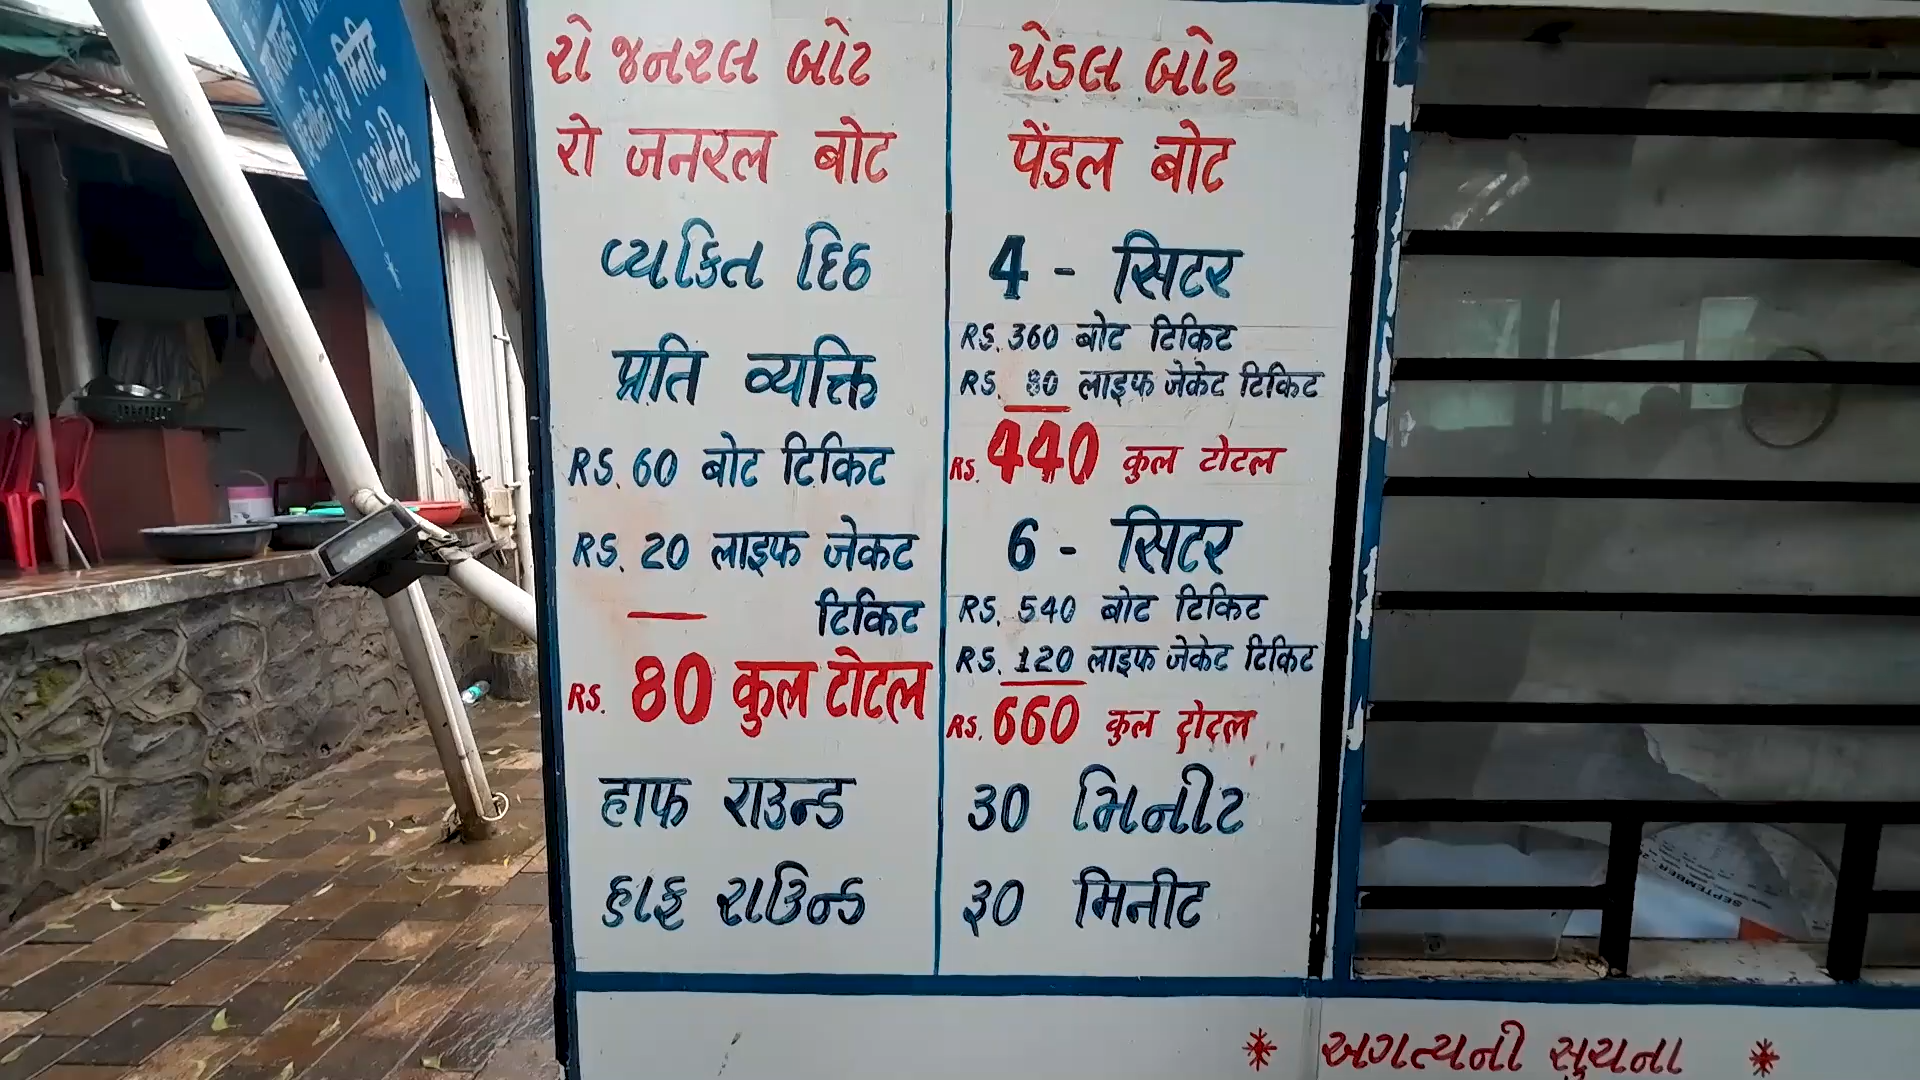 રો જનરલ બોટ
रो जनरल बोट
વ્યકિત દિઠ
प्रति व्यक्ति
RS. 60 बोट टिकिट
RS. 20 लाइफ जेकट
टिकिट
RS. 80 कुल टोटल
हाफ राउन्ड
હાફ રાઉન્ડ
પેડલ બોટ
पेंडल बोट
4 - सिटर
RS. 360 बोट टिकिट
RS. 80 लाइफ जेकेट टिकिट
RS. 440 कुल टोटल
6 - सिटर
RS. 540 बोट टिकिट
RS. 120 लाइफ जेकेट टिकिट
RS. 660 कुल टोटल
30 મિનીટ
३० मिनीट
* અગત્યની સુચના *
SEPTEMBER